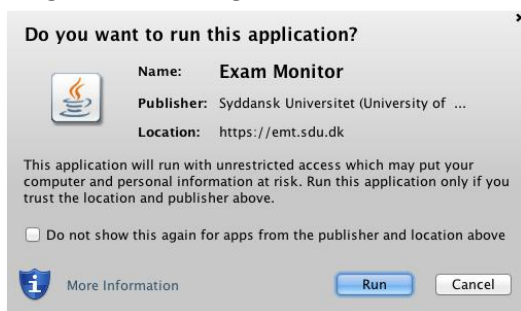 Do you want to run this application?
Name: Exam Monitor
Publisher: Syddansk Universitet (University of ...
Location: https://emt.sdu.dk
This application will run with unrestricted access which may put your
computer and personal information at risk. Run this application only if you
trust the location and publisher above.
Do not show this again for apps from the publisher and location above
More Information
Run
Cancel